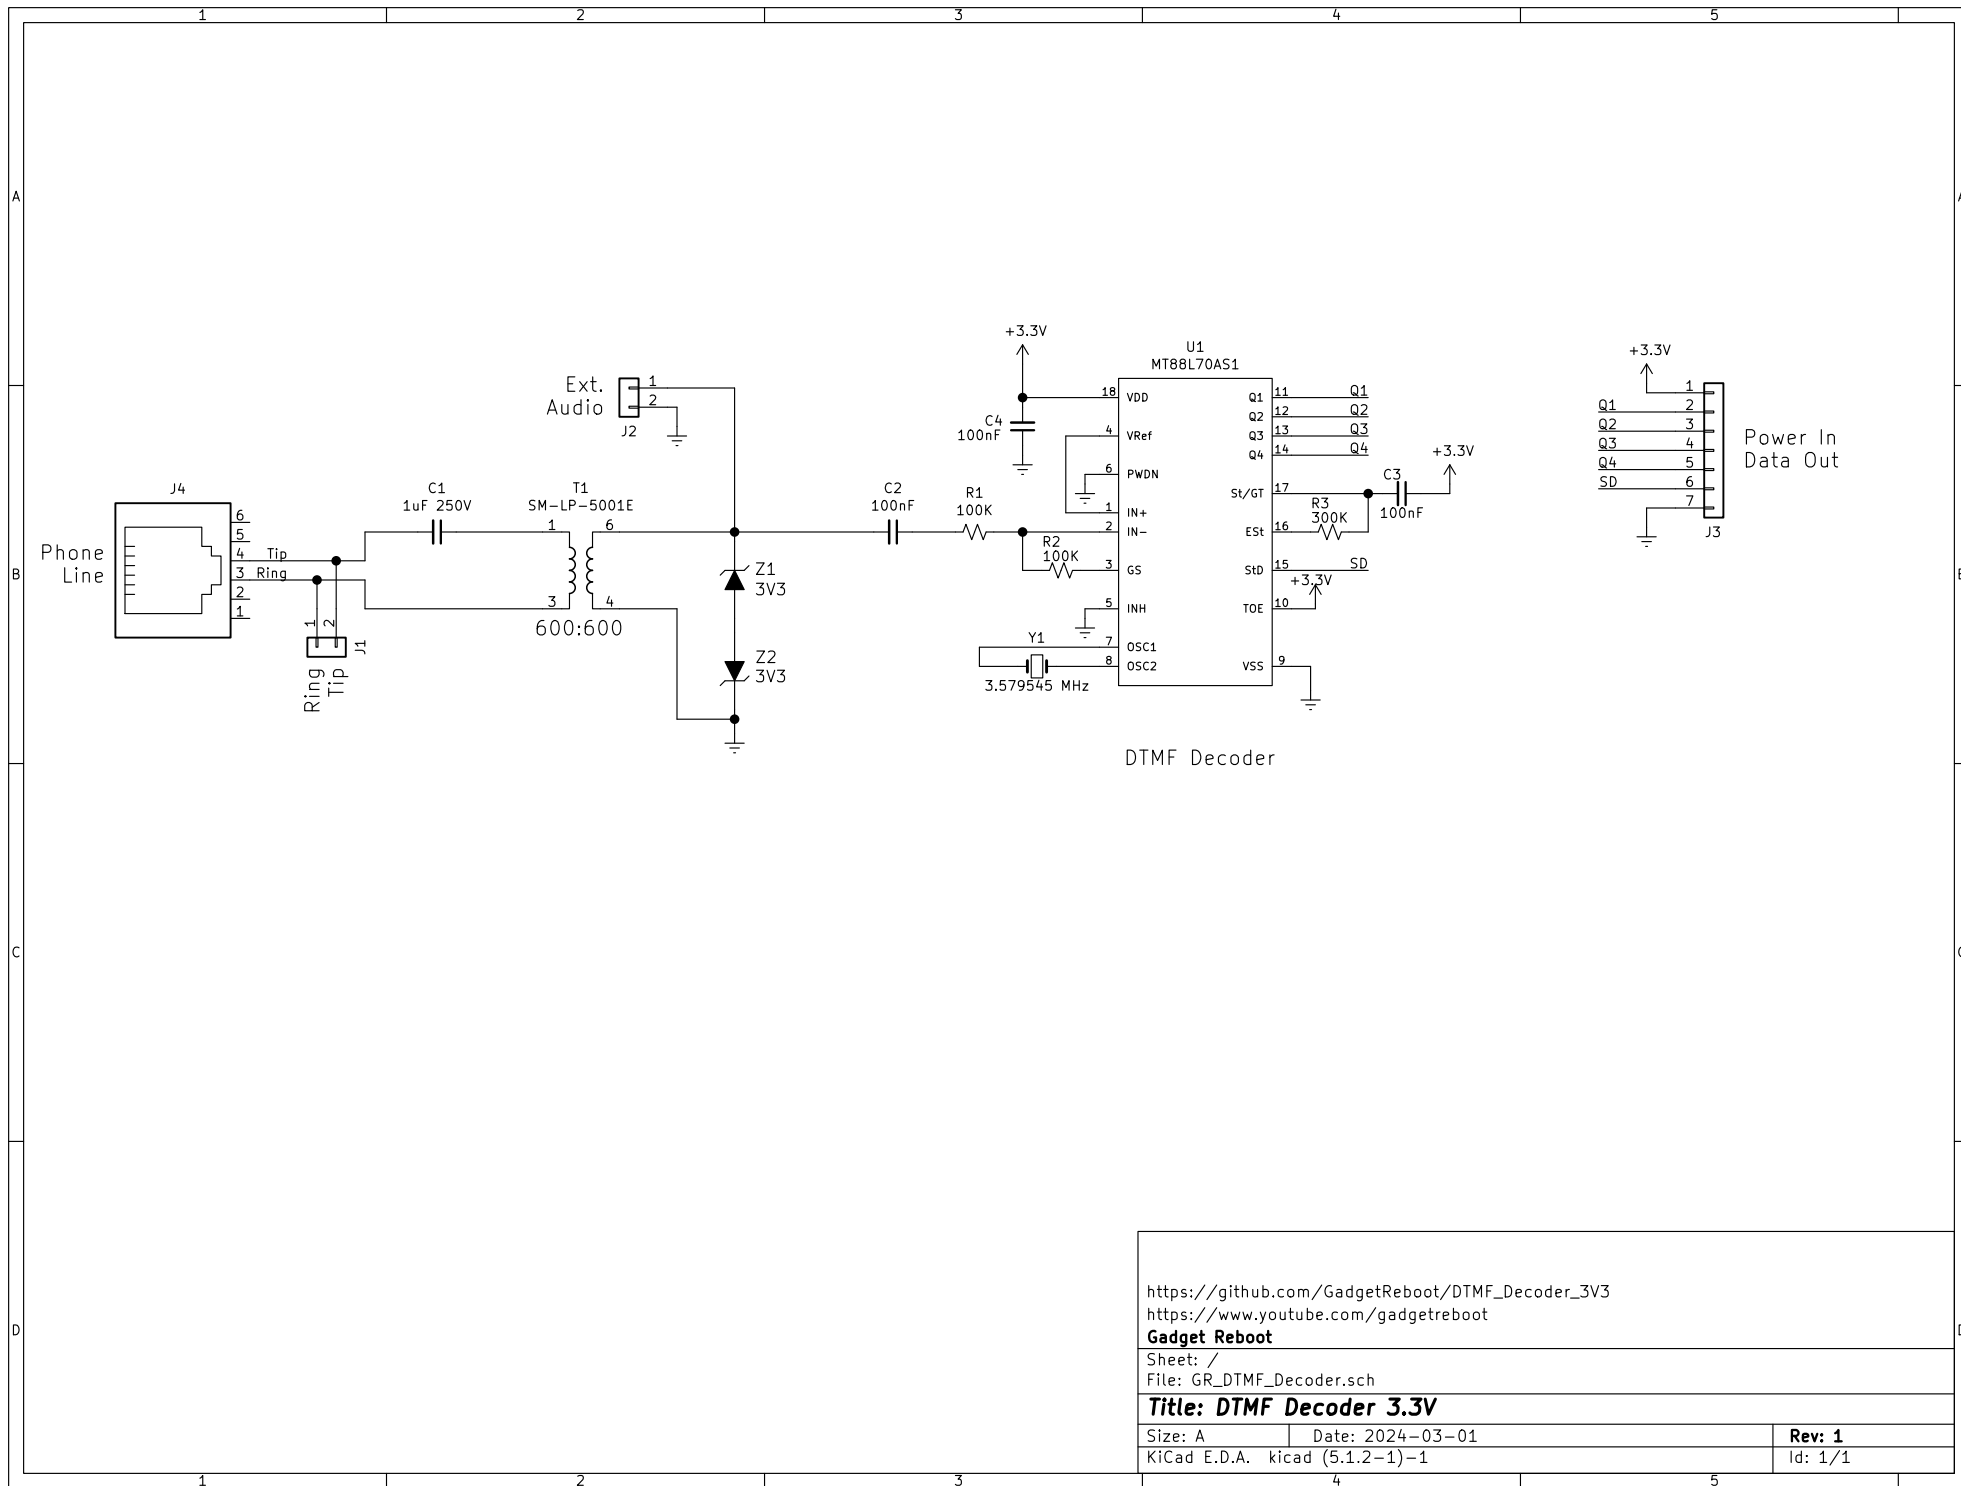 1 2 3 4 5
A
B
C
D
Phone
Line
J4
6
5
4 Tip
3 Ring
2
1
1 2
J1
Ring
Tip
C1
1uF 250V
T1
SM-LP-5001E
1 6
3 4
600:600
Ext.
Audio
1
2
J2
Z1
3V3
Z2
3V3
C2
100nF
R1
100K
R2
100K
+3.3V
C4
100nF
U1
MT88L70AS1
18 VDD
4 VRef
6 PWDN
1 IN+
2 IN-
3 GS
5 INH
7 OSC1
8 OSC2
Y1
3.579545 MHz
Q1 11 Q1
Q2 12 Q2
Q3 13 Q3
Q4 14 Q4
St/GT 17
ESt 16
StD 15 SD
TOE 10
VSS 9
+3.3V
C3
100nF
R3
300K
+3.3V
DTMF Decoder
+3.3V
1
Q1 2
Q2 3
Q3 4
Q4 5
SD 6
7
J3
Power In
Data Out
https://github.com/GadgetReboot/DTMF_Decoder_3V3
https://www.youtube.com/gadgetreboot
Gadget Reboot
Sheet: /
File: GR_DTMF_Decoder.sch
Title: DTMF Decoder 3.3V
Size: A Date: 2024-03-01 Rev: 1
KiCad E.D.A. kicad (5.1.2-1)-1 Id: 1/1
1 2 3 4 5